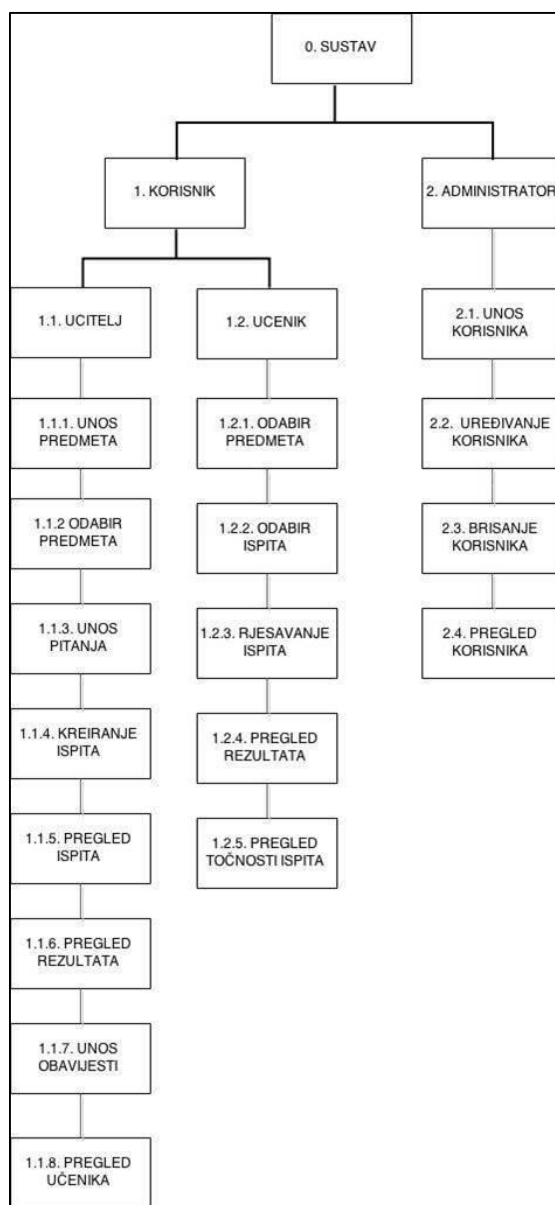 0. SUSTAV
1. KORISNIK
2. ADMINISTRATOR
1.1. UCITELJ
1.2. UCENIK
2.1. UNOS
KORISNIKA
1.1.1. UNOS
PREDMETA
1.2.1. ODABIR
PREDMETA
2.2. UREĐIVANJE
KORISNIKA
1.1.2 ODABIR
PREDMETA
1.2.2. ODABIR
ISPITA
2.3. BRISANJE
KORISNIKA
1.1.3. UNOS
PITANJA
1.2.3. RJESAVANJE
ISPITA
2.4. PREGLED
KORISNIKA
1.1.4. KREIRANJE
ISPITA
1.2.4. PREGLED
REZULTATA
1.1.5. PREGLED
ISPITA
1.2.5. PREGLED
TOČNOSTI ISPITA
1.1.6. PREGLED
REZULTATA
1.1.7. UNOS
OBAVIJESTI
1.1.8. PREGLED
UČENIKA